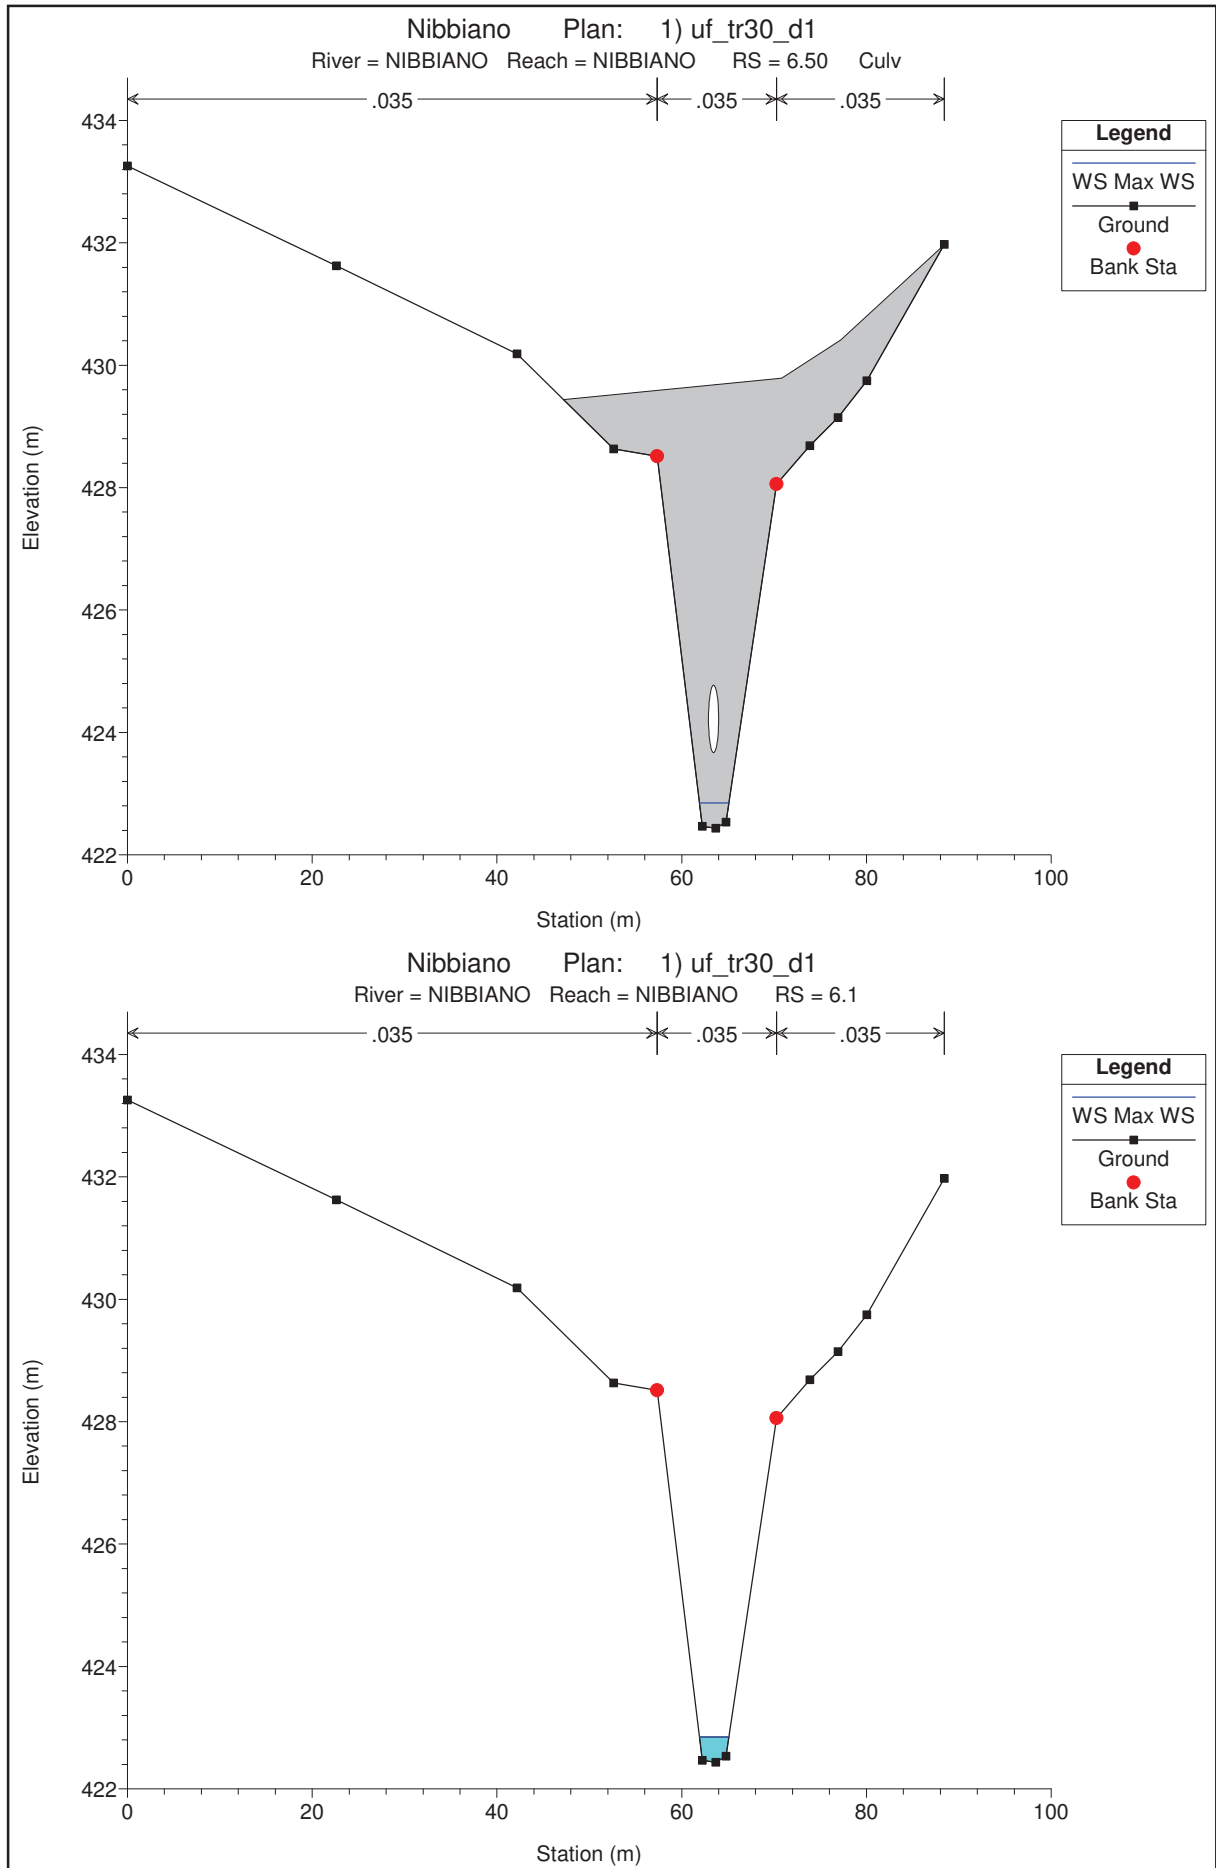 Nibbiano Plan: 1) uf_tr30_d1
River = NIBBIANO Reach = NIBBIANO RS = 6.50 Culv
.035 .035 .035
Legend
WS Max WS
Ground
Bank Sta
434
432
430
428
426
424
422
Elevation (m)
0 20 40 60 80 100
Station (m)
Nibbiano Plan: 1) uf_tr30_d1
River = NIBBIANO Reach = NIBBIANO RS = 6.1
.035 .035 .035
Legend
WS Max WS
Ground
Bank Sta
434
432
430
428
426
424
422
Elevation (m)
0 20 40 60 80 100
Station (m)